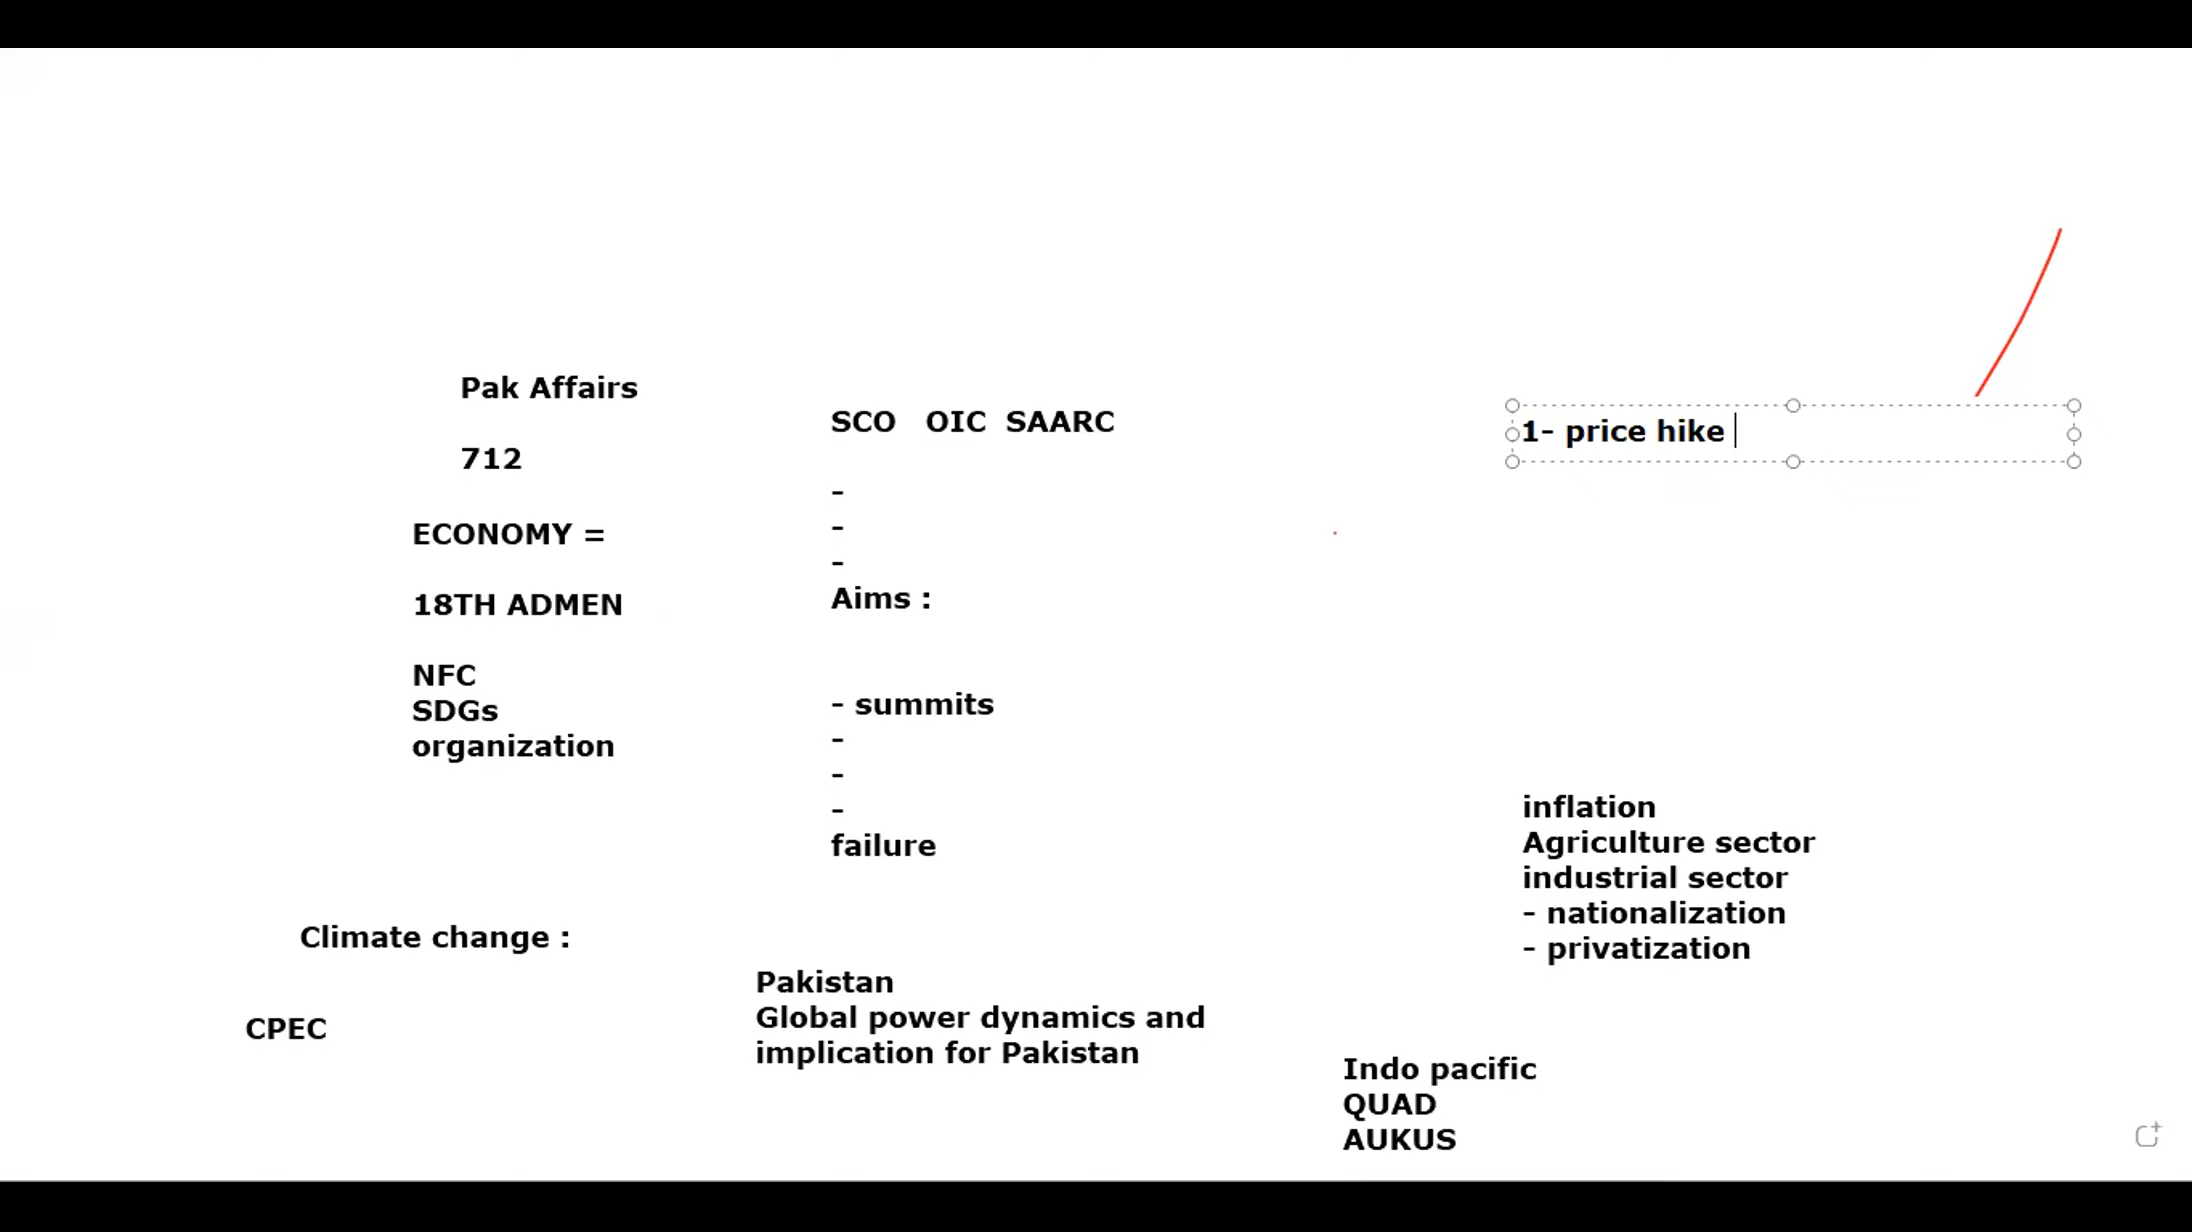 Pak Affairs
712
ECONOMY =
18TH ADMEN
NFC
SDGs
organization
SCO OIC SAARC
-
-
-
Aims :
- summits
-
-
-
failure
1- price hike
inflation
Agriculture sector
industrial sector
- nationalization
- privatization
Climate change :
CPEC
Pakistan
Global power dynamics and
implication for Pakistan
Indo pacific
QUAD
AUKUS